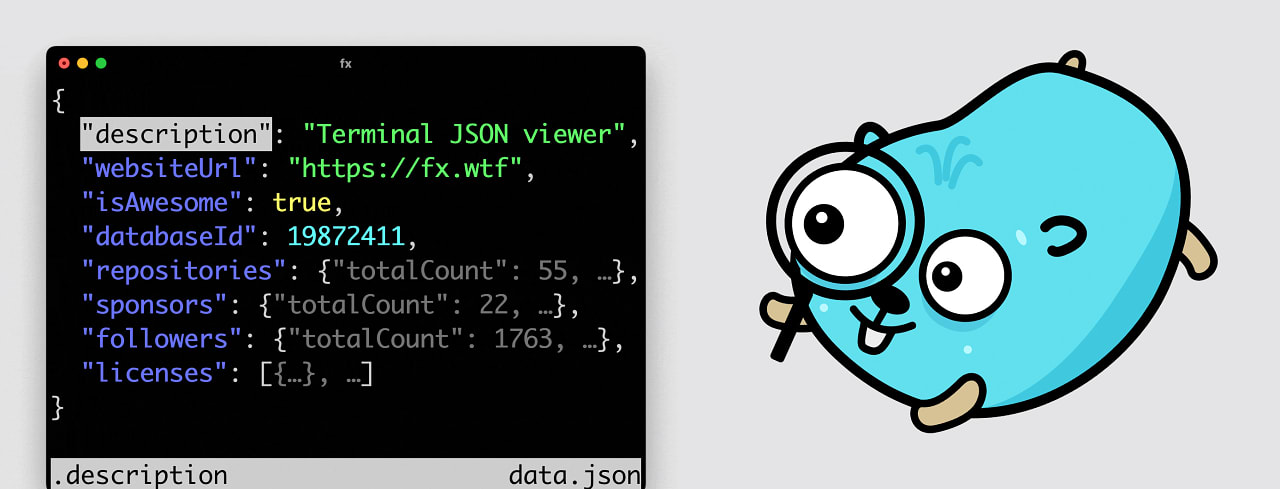 fx
{
"description": "Terminal JSON viewer",
"websiteUrl": "https://fx.wtf",
"isAwesome": true,
"databaseId": 19872411,
"repositories": {"totalCount": 55, …},
"sponsors": {"totalCount": 22, …},
"followers": {"totalCount": 1763, …},
"licenses": [{…}, …]
}
.description data.json